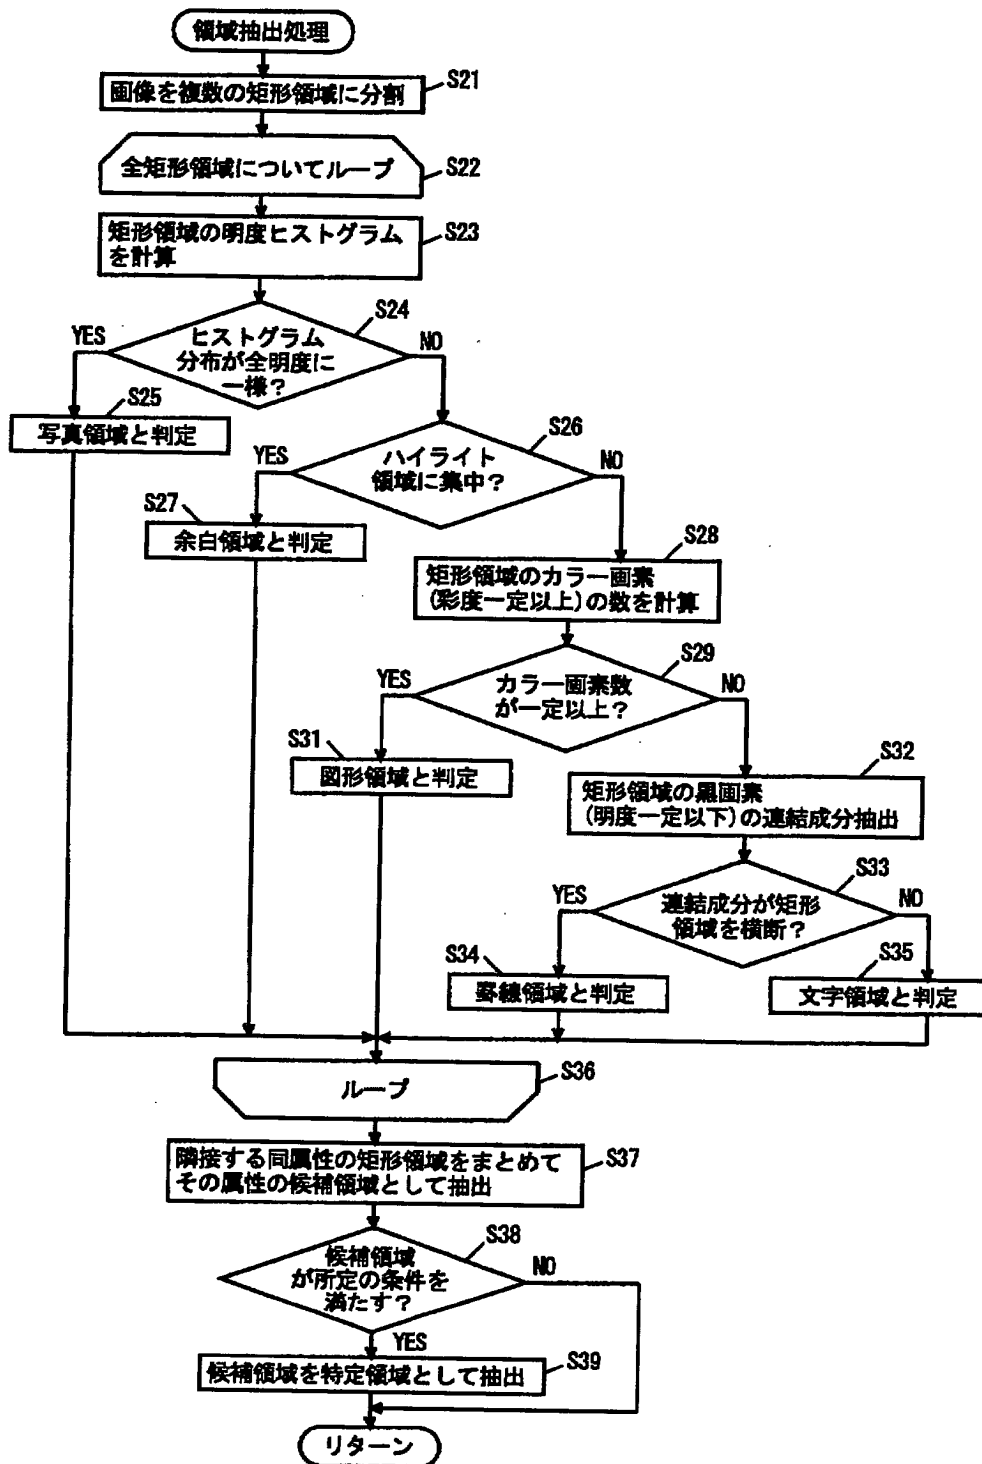 領域抽出処理
画像を複数の矩形領域に分割
S21
全矩形領域についてループ
S22
矩形領域の明度ヒストグラム
を計算
S23
ヒストグラム
分布が全明度に
一様？
S24
YES
NO
S25
写真領域と判定
ハイライト
領域に集中？
S26
YES
NO
S27
余白領域と判定
S28
矩形領域のカラー画素
(彩度一定以上)の数を計算
カラー画素数
が一定以上？
S29
YES
NO
S31
図形領域と判定
S32
矩形領域の黒画素
(明度一定以下)の連結成分抽出
連結成分が矩形
領域を横断？
S33
YES
NO
S34
罫線領域と判定
S35
文字領域と判定
ループ
S36
隣接する同属性の矩形領域をまとめて
その属性の候補領域として抽出
S37
候補領域
が所定の条件を
満たす？
S38
NO
YES
候補領域を特定領域として抽出
S39
リターン